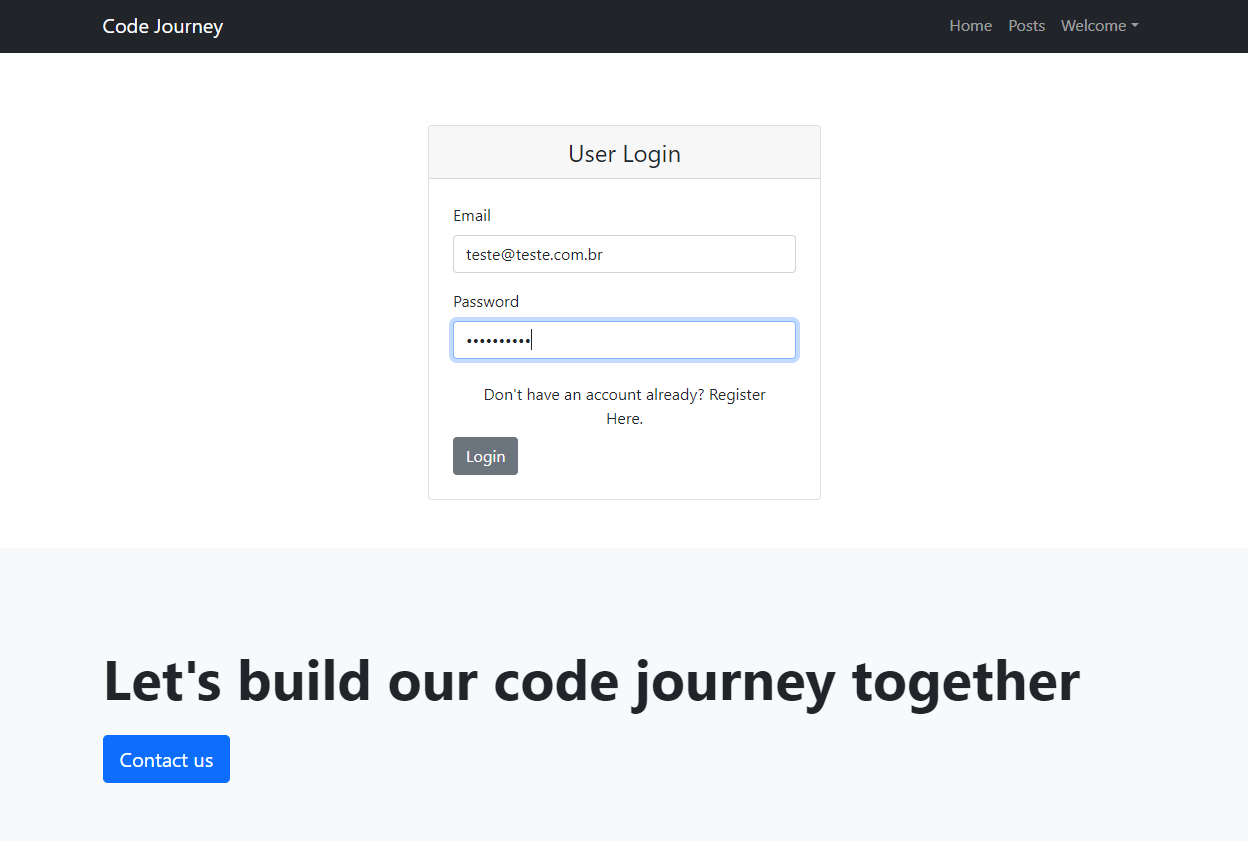 Code Journey
Home Posts Welcome
User Login
Email
teste@teste.com.br
Password
••••••••••
Don't have an account already? Register
Here.
Login
Let's build our code journey together
Contact us